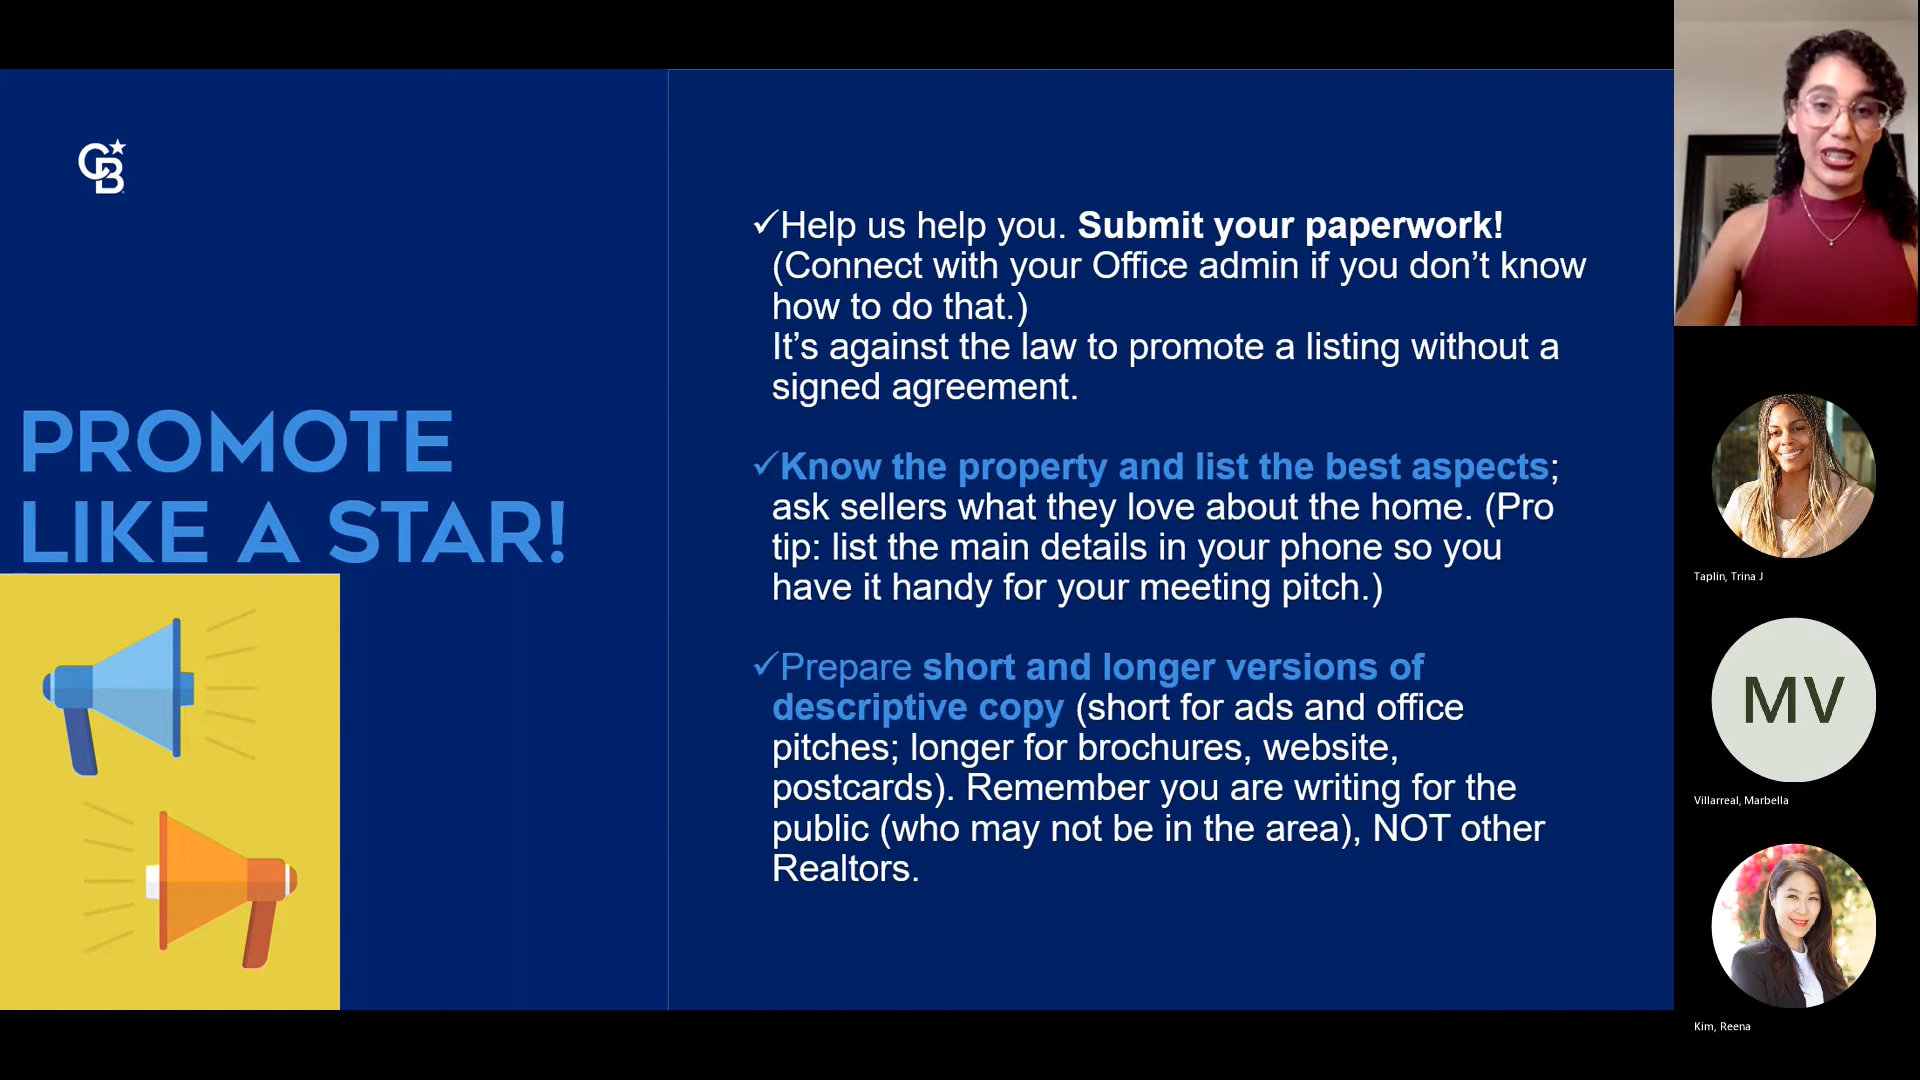 CB
PROMOTE
LIKE A STAR!
✓Help us help you. Submit your paperwork!
(Connect with your Office admin if you don’t know
how to do that.)
It’s against the law to promote a listing without a
signed agreement.
✓Know the property and list the best aspects;
ask sellers what they love about the home. (Pro
tip: list the main details in your phone so you
have it handy for your meeting pitch.)
✓Prepare short and longer versions of
descriptive copy (short for ads and office
pitches; longer for brochures, website,
postcards). Remember you are writing for the
public (who may not be in the area), NOT other
Realtors.
Taplin, Trina J
MV
Villarreal, Marbella
Kim, Reena